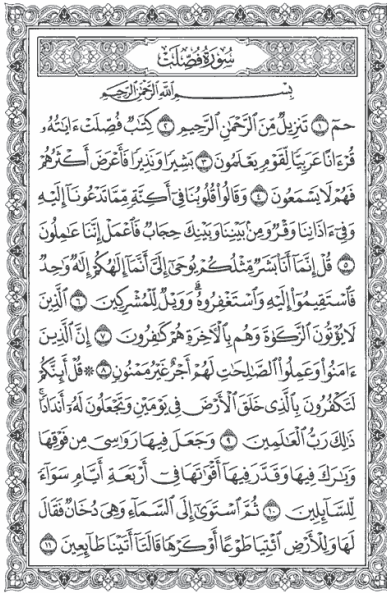 سُورَةُ فُصِّلَتْ
بِسْمِ ٱللَّهِ ٱلرَّحْمَٰنِ ٱلرَّحِيمِ
حمٓ ۝١ تَنزِيلٌ مِّنَ ٱلرَّحْمَٰنِ ٱلرَّحِيمِ ۝٢ كِتَٰبٌ فُصِّلَتْ ءَايَٰتُهُۥ
قُرْءَانًا عَرَبِيًّا لِّقَوْمٍ يَعْلَمُونَ ۝٣ بَشِيرًا وَنَذِيرًا فَأَعْرَضَ أَكْثَرُهُمْ
فَهُمْ لَا يَسْمَعُونَ ۝٤ وَقَالُوا۟ قُلُوبُنَا فِىٓ أَكِنَّةٍ مِّمَّا تَدْعُونَآ إِلَيْهِ
وَفِىٓ ءَاذَانِنَا وَقْرٌ وَمِنۢ بَيْنِنَا وَبَيْنِكَ حِجَابٌ فَٱعْمَلْ إِنَّنَا عَٰمِلُونَ
۝٥ قُلْ إِنَّمَآ أَنَا۠ بَشَرٌ مِّثْلُكُمْ يُوحَىٰٓ إِلَىَّ أَنَّمَآ إِلَٰهُكُمْ إِلَٰهٌ وَٰحِدٌ
فَٱسْتَقِيمُوٓا۟ إِلَيْهِ وَٱسْتَغْفِرُوهُ ۗ وَوَيْلٌ لِّلْمُشْرِكِينَ ۝٦ ٱلَّذِينَ
لَا يُؤْتُونَ ٱلزَّكَوٰةَ وَهُم بِٱلْءَاخِرَةِ هُمْ كَٰفِرُونَ ۝٧ إِنَّ ٱلَّذِينَ
ءَامَنُوا۟ وَعَمِلُوا۟ ٱلصَّٰلِحَٰتِ لَهُمْ أَجْرٌ غَيْرُ مَمْنُونٍ ۝٨ ۞ قُلْ أَئِنَّكُمْ
لَتَكْفُرُونَ بِٱلَّذِى خَلَقَ ٱلْأَرْضَ فِى يَوْمَيْنِ وَتَجْعَلُونَ لَهُۥٓ أَندَادًا ۚ
ذَٰلِكَ رَبُّ ٱلْعَٰلَمِينَ ۝٩ وَجَعَلَ فِيهَا رَوَٰسِىَ مِن فَوْقِهَا
وَبَٰرَكَ فِيهَا وَقَدَّرَ فِيهَآ أَقْوَٰتَهَا فِىٓ أَرْبَعَةِ أَيَّامٍ سَوَآءً
لِّلسَّآئِلِينَ ۝١٠ ثُمَّ ٱسْتَوَىٰٓ إِلَى ٱلسَّمَآءِ وَهِىَ دُخَانٌ فَقَالَ
لَهَا وَلِلْأَرْضِ ٱئْتِيَا طَوْعًا أَوْ كَرْهًا قَالَتَآ أَتَيْنَا طَآئِعِينَ ۝١١